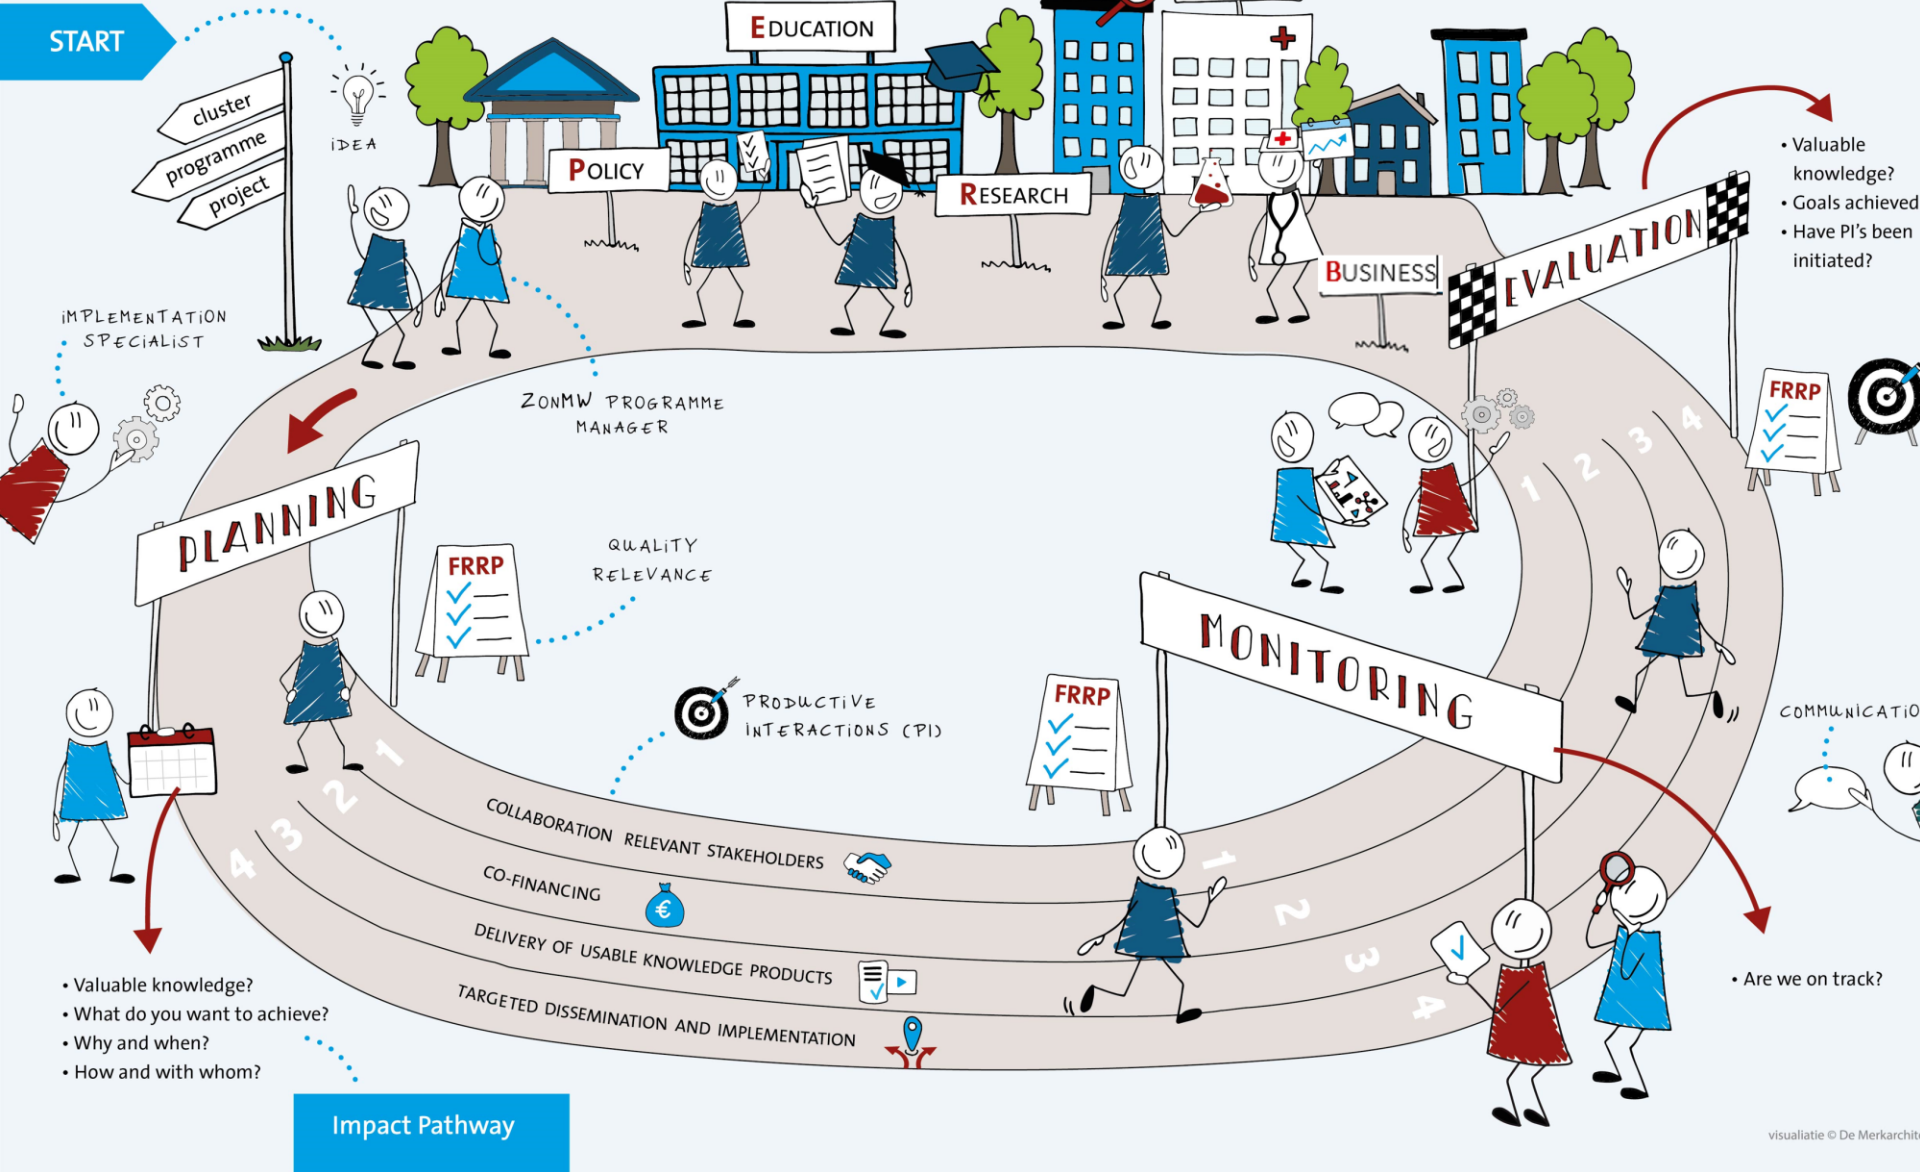 START
cluster
programme
project
iDEA
EDUCATION
POLICY
RESEARCH
BUSINESS
EVALUATION
• Valuable
knowledge?
• Goals achieved
• Have PI's been
initiated?
iMPLEMENTATiON
SPECiALiST
ZONMW PROGRAMME
MANAGER
FRRP
1
2
3
4
PLANNING
FRRP
QUALiTY
RELEVANCE
PRODUCTiVE
iNTERACTiONS (PI)
FRRP
MONITORING
1
2
3
4
COLLABORATION RELEVANT STAKEHOLDERS
CO-FINANCING
€
DELIVERY OF USABLE KNOWLEDGE PRODUCTS
TARGETED DISSEMINATION AND IMPLEMENTATION
1
2
3
4
• Valuable knowledge?
• What do you want to achieve?
• Why and when?
• How and with whom?
• Are we on track?
Impact Pathway
visualiatie © De